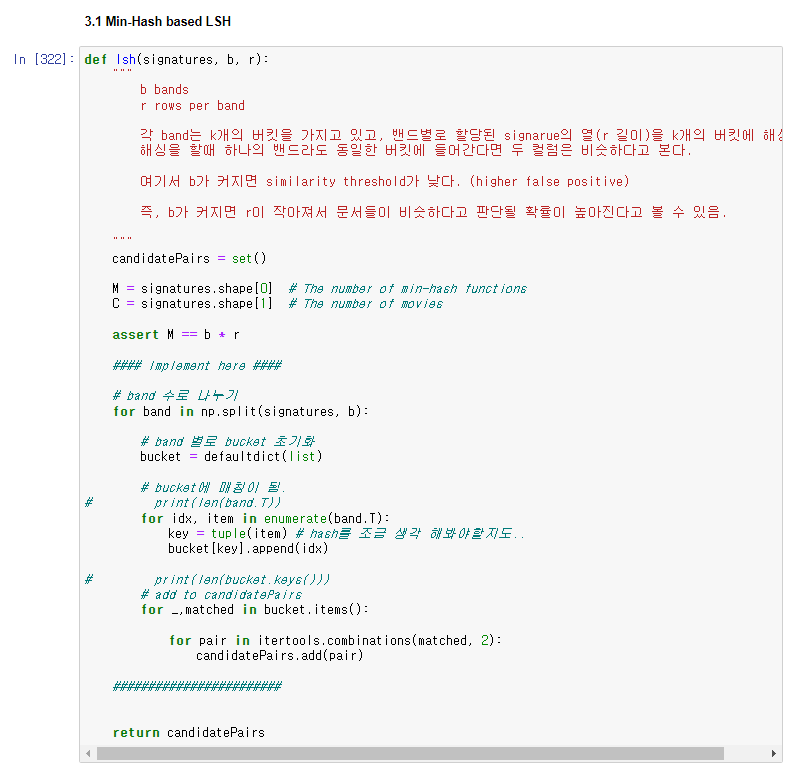 3.1 Min-Hash based LSH
In [322]:
def lsh(signatures, b, r):
    """
        b bands
        r rows per band

        각 band는 k개의 버킷을 가지고 있고, 밴드별로 할당된 signarue의 열(r 길이)을 k개의 버킷에
        해싱을 할때 하나의 밴드라도 동일한 버킷에 들어간다면 두 컬럼은 비슷하다고 본다.

        여기서 b가 커지면 similarity threshold가 낮다. (higher false positive)

        즉, b가 커지면 r이 작아져서 문서들이 비슷하다고 판단될 확률이 높아진다고 볼 수 있음.

    """
    candidatePairs = set()

    M = signatures.shape[0]  # The number of min-hash functions
    C = signatures.shape[1]  # The number of movies

    assert M == b * r

    #### Implement here ####

    # band 수로 나누기
    for band in np.split(signatures, b):

        # band 별로 bucket 초기화
        bucket = defaultdict(list)

        # bucket에 매칭이 됨.
#         print(len(band.T))
        for idx, item in enumerate(band.T):
            key = tuple(item) # hash를 조금 생각 해봐야할지도..
            bucket[key].append(idx)

#         print(len(bucket.keys()))
        # add to candidatePairs
        for _,matched in bucket.items():

            for pair in itertools.combinations(matched, 2):
                candidatePairs.add(pair)

    ########################

    return candidatePairs